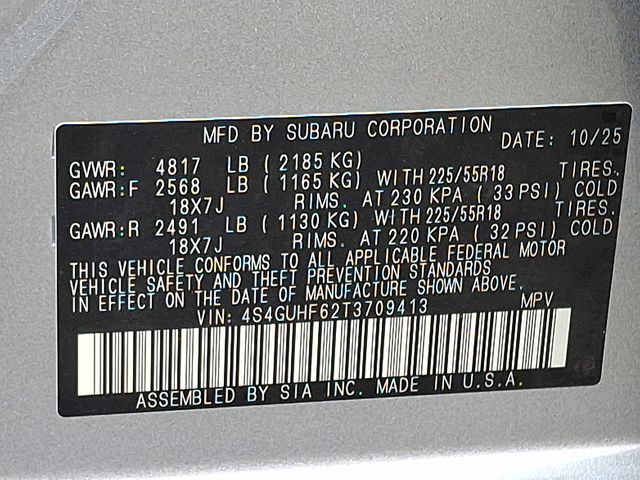 MFD BY SUBARU CORPORATION DATE: 10/25
GVWR: 4817 LB ( 2185 KG)
GAWR:F 2568 LB ( 1165 KG) WITH 225/55R18 TIRES.
18X7J RIMS. AT 230 KPA ( 33 PSI) COLD
GAWR:R 2491 LB ( 1130 KG) WITH 225/55R18 TIRES.
18X7J RIMS. AT 220 KPA ( 32 PSI) COLD
THIS VEHICLE CONFORMS TO ALL APPLICABLE FEDERAL MOTOR
VEHICLE SAFETY AND THEFT PREVENTION STANDARDS
IN EFFECT ON THE DATE OF MANUFACTURE SHOWN ABOVE.
VIN: 4S4GUHF62T3709413 MPV
ASSEMBLED BY SIA INC. MADE IN U.S.A.